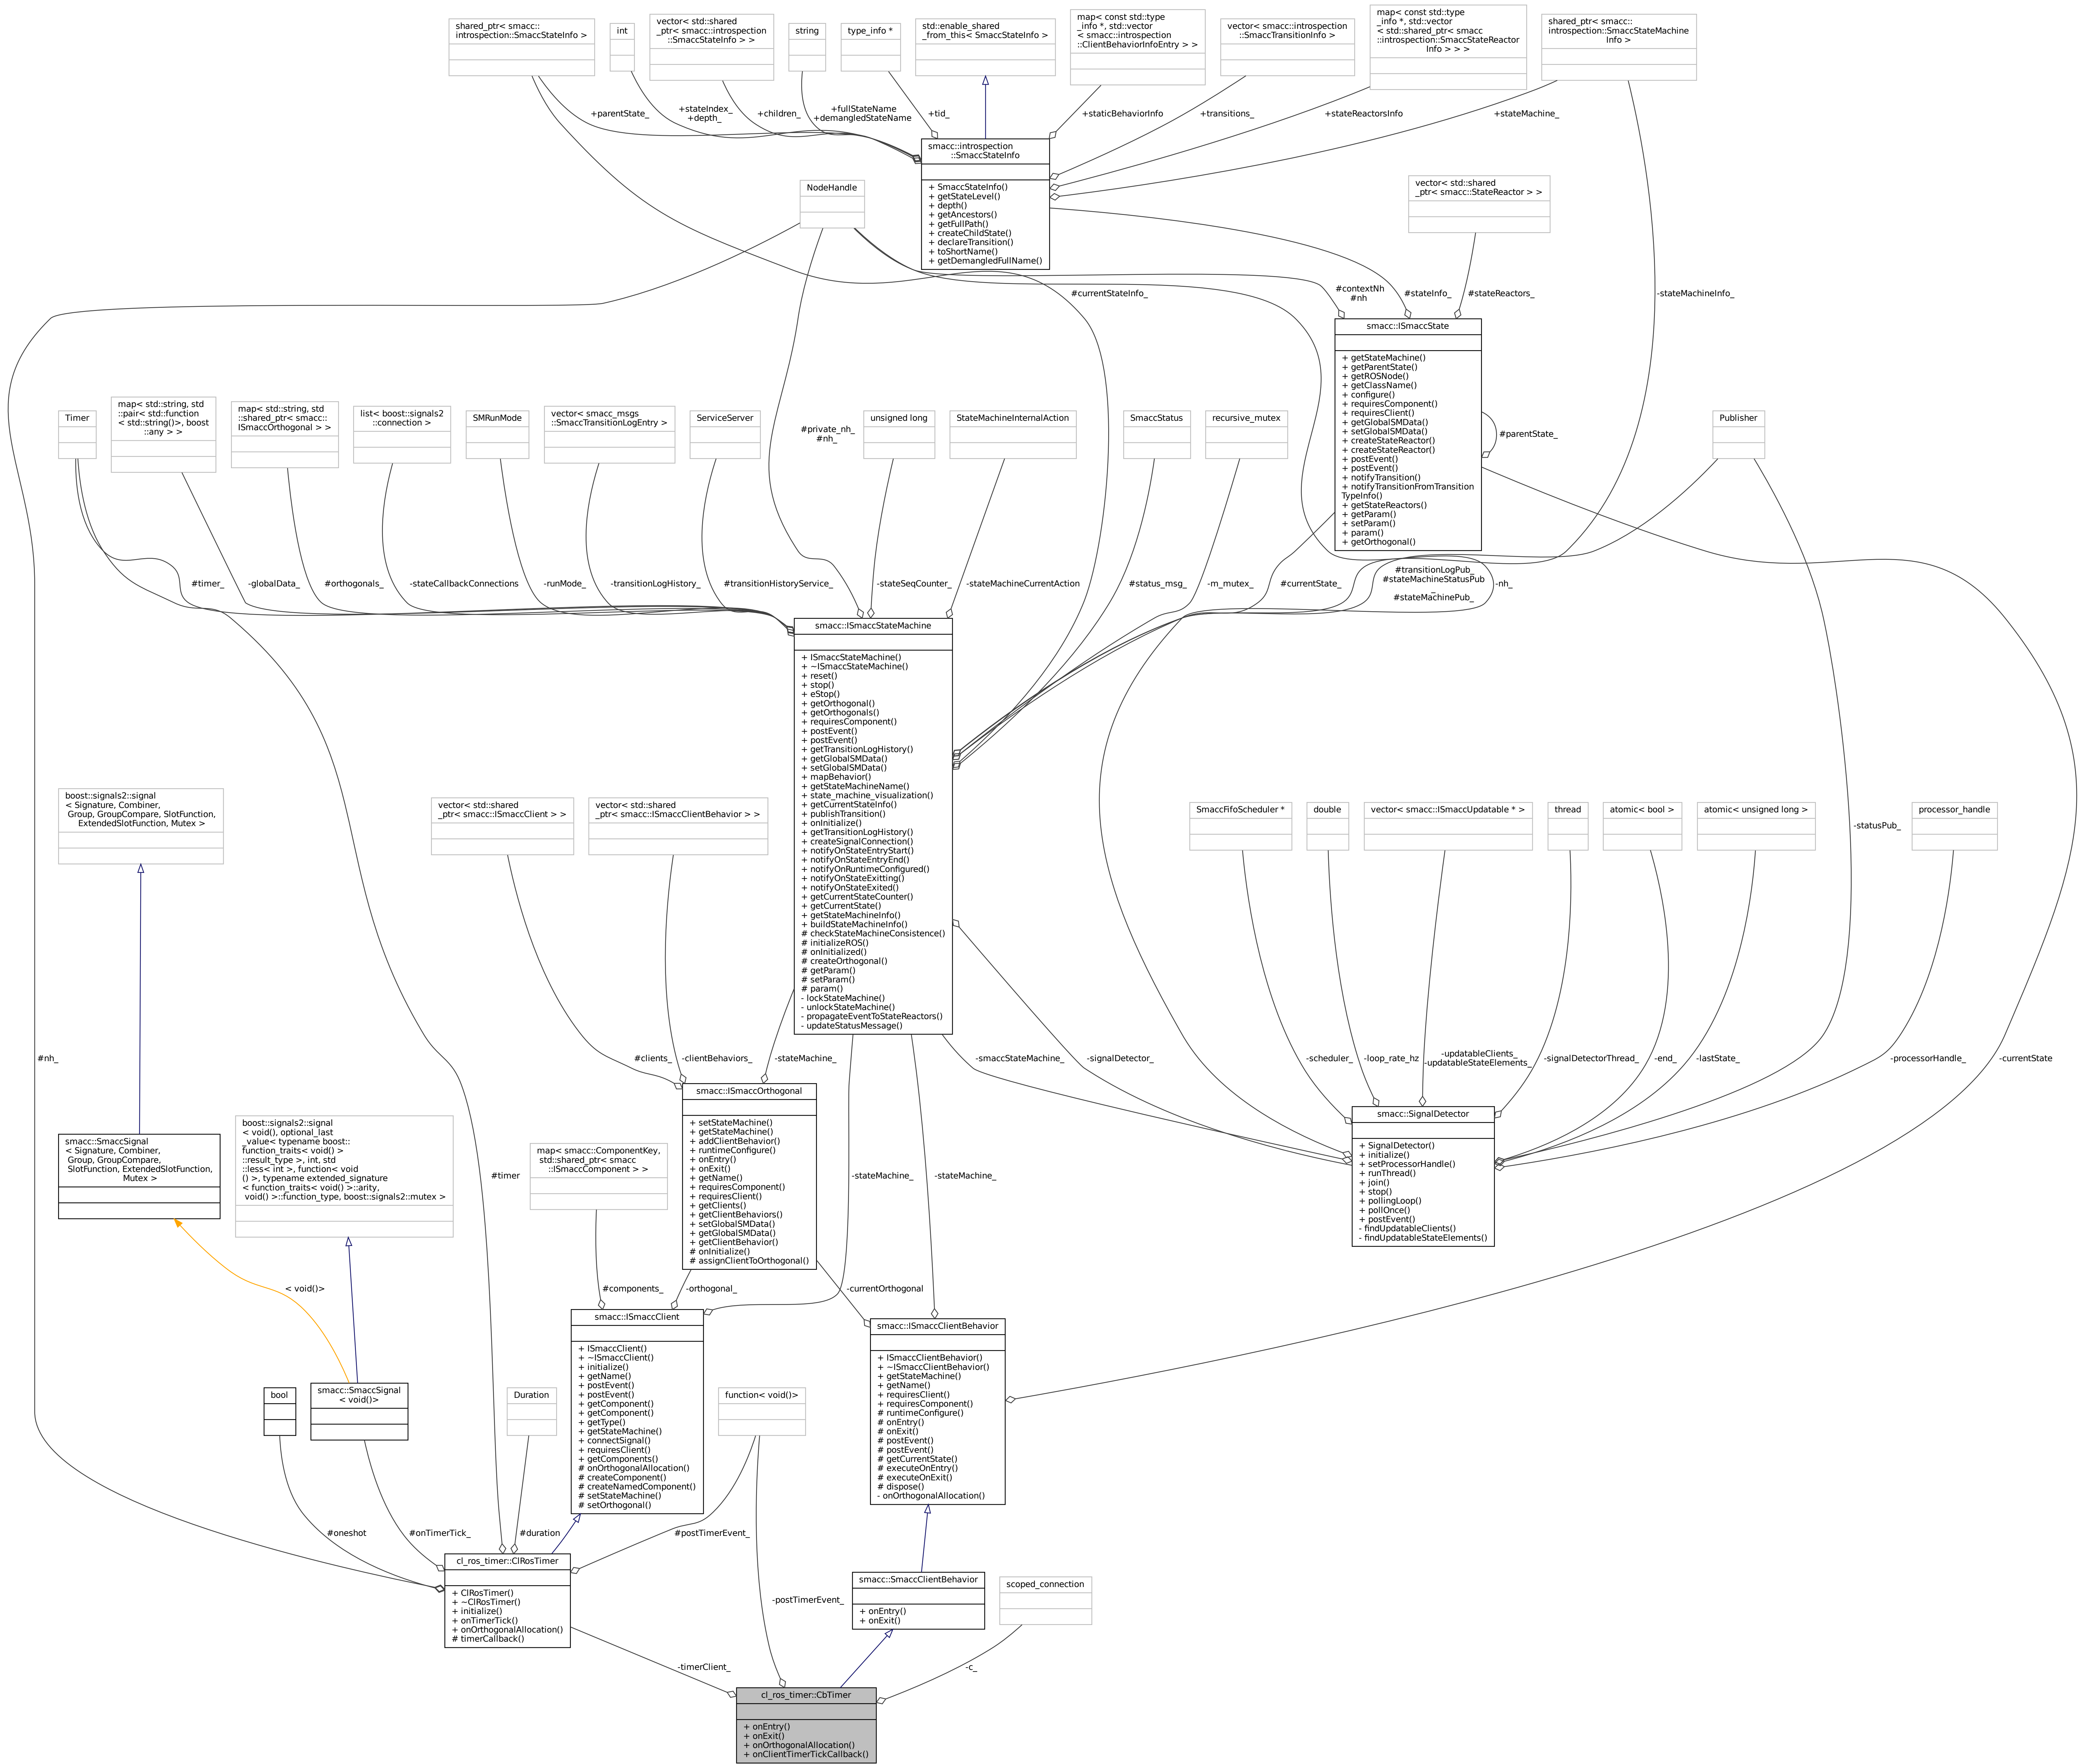 shared_ptr< smacc::
introspection::SmaccStateInfo >
int
vector< std::shared
_ptr< smacc::introspection
::SmaccStateInfo > >
string
type_info *
std::enable_shared
_from_this< SmaccStateInfo >
map< const std::type
_info *, std::vector
< smacc::introspection
::ClientBehaviorInfoEntry > >
vector< smacc::introspection
::SmaccTransitionInfo >
map< const std::type
_info *, std::vector
< std::shared_ptr< smacc
::introspection::SmaccStateReactor
Info > > >
shared_ptr< smacc::
introspection::SmaccStateMachine
Info >
+parentState_
+stateIndex_
+depth_
+children_
+fullStateName
+demangledStateName
+tid_
+staticBehaviorInfo
+transitions_
+stateReactorsInfo
+stateMachine_
smacc::introspection
::SmaccStateInfo
+ SmaccStateInfo()
+ getStateLevel()
+ depth()
+ getAncestors()
+ getFullPath()
+ createChildState()
+ declareTransition()
+ toShortName()
+ getDemangledFullName()
NodeHandle
vector< std::shared
_ptr< smacc::StateReactor > >
#currentStateInfo_
#contextNh
#nh
#stateInfo_
#stateReactors_
-stateMachineInfo_
smacc::ISmaccState
+ getStateMachine()
+ getParentState()
+ getROSNode()
+ getClassName()
+ configure()
+ requiresComponent()
+ requiresClient()
+ getGlobalSMData()
+ setGlobalSMData()
+ createStateReactor()
+ createStateReactor()
+ postEvent()
+ postEvent()
+ notifyTransition()
+ notifyTransitionFromTransition
TypeInfo()
+ getStateReactors()
+ getParam()
+ setParam()
+ param()
+ getOrthogonal()
#parentState_
Timer
map< std::string, std
::pair< std::function
< std::string()>, boost
::any > >
map< std::string, std
::shared_ptr< smacc::
ISmaccOrthogonal > >
list< boost::signals2
::connection >
SMRunMode
vector< smacc_msgs
::SmaccTransitionLogEntry >
ServiceServer
#private_nh_
#nh_
unsigned long
StateMachineInternalAction
SmaccStatus
recursive_mutex
Publisher
#timer_
-globalData_
#orthogonals_
-stateCallbackConnections
-runMode_
-transitionLogHistory_
#transitionHistoryService_
-stateSeqCounter_
-stateMachineCurrentAction
#status_msg_
-m_mutex_
#currentState_
#transitionLogPub_
#stateMachineStatusPub
_
#stateMachinePub_
-nh_
smacc::ISmaccStateMachine
+ ISmaccStateMachine()
+ ~ISmaccStateMachine()
+ reset()
+ stop()
+ eStop()
+ getOrthogonal()
+ getOrthogonals()
+ requiresComponent()
+ postEvent()
+ postEvent()
+ getTransitionLogHistory()
+ getGlobalSMData()
+ setGlobalSMData()
+ mapBehavior()
+ getStateMachineName()
+ state_machine_visualization()
+ getCurrentStateInfo()
+ publishTransition()
+ onInitialize()
+ getTransitionLogHistory()
+ createSignalConnection()
+ notifyOnStateEntryStart()
+ notifyOnStateEntryEnd()
+ notifyOnRuntimeConfigured()
+ notifyOnStateExitting()
+ notifyOnStateExited()
+ getCurrentStateCounter()
+ getCurrentState()
+ getStateMachineInfo()
+ buildStateMachineInfo()
# checkStateMachineConsistence()
# initializeROS()
# onInitialized()
# createOrthogonal()
# getParam()
# setParam()
# param()
- lockStateMachine()
- unlockStateMachine()
- propagateEventToStateReactors()
- updateStatusMessage()
boost::signals2::signal
< Signature, Combiner,
Group, GroupCompare, SlotFunction,
ExtendedSlotFunction, Mutex >
vector< std::shared
_ptr< smacc::ISmaccClient > >
vector< std::shared
_ptr< smacc::ISmaccClientBehavior > >
SmaccFifoScheduler *
double
vector< smacc::ISmaccUpdatable * >
thread
atomic< bool >
atomic< unsigned long >
-statusPub_
processor_handle
#nh_
#clients_
-clientBehaviors_
-stateMachine_
-smaccStateMachine_
-signalDetector_
-scheduler_
-loop_rate_hz
-updatableClients_
-updatableStateElements_
-signalDetectorThread_
-end_
-lastState_
-processorHandle_
-currentState
smacc::ISmaccOrthogonal
+ setStateMachine()
+ getStateMachine()
+ addClientBehavior()
+ runtimeConfigure()
+ onEntry()
+ onExit()
+ getName()
+ requiresComponent()
+ requiresClient()
+ getClients()
+ getClientBehaviors()
+ setGlobalSMData()
+ getGlobalSMData()
+ getClientBehavior()
# onInitialize()
# assignClientToOrthogonal()
smacc::SignalDetector
+ SignalDetector()
+ initialize()
+ setProcessorHandle()
+ runThread()
+ join()
+ stop()
+ pollingLoop()
+ pollOnce()
+ postEvent()
- findUpdatableClients()
- findUpdatableStateElements()
smacc::SmaccSignal
< Signature, Combiner,
Group, GroupCompare,
SlotFunction, ExtendedSlotFunction,
Mutex >
boost::signals2::signal
< void(), optional_last
_value< typename boost::
function_traits< void() >
::result_type >, int, std
::less< int >, function< void
() >, typename extended_signature
< function_traits< void() >::arity,
void() >::function_type, boost::signals2::mutex >
#timer
map< smacc::ComponentKey,
std::shared_ptr< smacc
::ISmaccComponent > >
-stateMachine_
-stateMachine_
< void()>
#components_
-orthogonal_
-currentOrthogonal
smacc::ISmaccClient
+ ISmaccClient()
+ ~ISmaccClient()
+ initialize()
+ getName()
+ postEvent()
+ postEvent()
+ getComponent()
+ getComponent()
+ getType()
+ getStateMachine()
+ connectSignal()
+ requiresClient()
+ getComponents()
# onOrthogonalAllocation()
# createComponent()
# createNamedComponent()
# setStateMachine()
# setOrthogonal()
smacc::ISmaccClientBehavior
+ ISmaccClientBehavior()
+ ~ISmaccClientBehavior()
+ getStateMachine()
+ getName()
+ requiresClient()
+ requiresComponent()
# runtimeConfigure()
# onEntry()
# onExit()
# postEvent()
# postEvent()
# getCurrentState()
# executeOnEntry()
# executeOnExit()
# dispose()
- onOrthogonalAllocation()
bool
smacc::SmaccSignal
< void()>
Duration
function< void()>
#oneshot
#onTimerTick_
#duration
#postTimerEvent_
cl_ros_timer::ClRosTimer
+ ClRosTimer()
+ ~ClRosTimer()
+ initialize()
+ onTimerTick()
+ onOrthogonalAllocation()
# timerCallback()
-postTimerEvent_
smacc::SmaccClientBehavior
+ onEntry()
+ onExit()
scoped_connection
-timerClient_
-c_
cl_ros_timer::CbTimer
+ onEntry()
+ onExit()
+ onOrthogonalAllocation()
+ onClientTimerTickCallback()